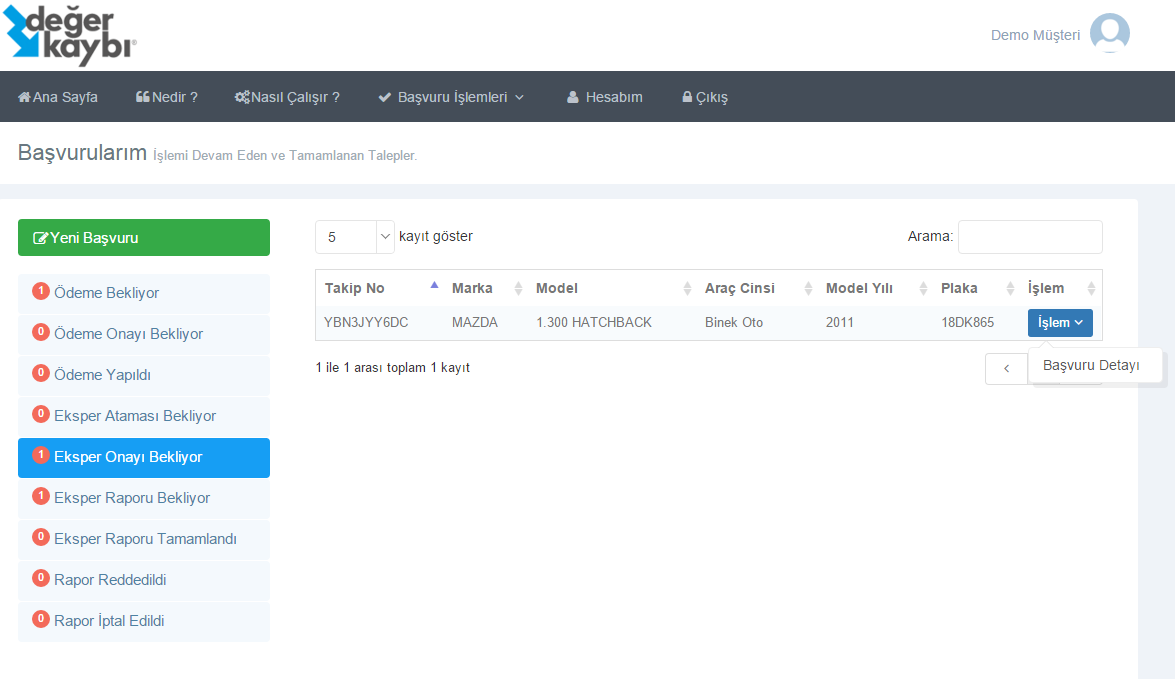 değer
kaybı
Demo Müşteri
Ana Sayfa Nedir ? Nasıl Çalışır ? Başvuru İşlemleri Hesabım Çıkış
Başvurularım İşlemi Devam Eden ve Tamamlanan Talepler.
Yeni Başvuru
1 Ödeme Bekliyor
0 Ödeme Onayı Bekliyor
0 Ödeme Yapıldı
0 Eksper Ataması Bekliyor
1 Eksper Onayı Bekliyor
1 Eksper Raporu Bekliyor
0 Eksper Raporu Tamamlandı
0 Rapor Reddedildi
0 Rapor İptal Edildi
5 kayıt göster Arama:
Takip No Marka Model Araç Cinsi Model Yılı Plaka İşlem
YBN3JYY6DC MAZDA 1.300 HATCHBACK Binek Oto 2011 18DK865 İşlem
1 ile 1 arası toplam 1 kayıt
Başvuru Detayı